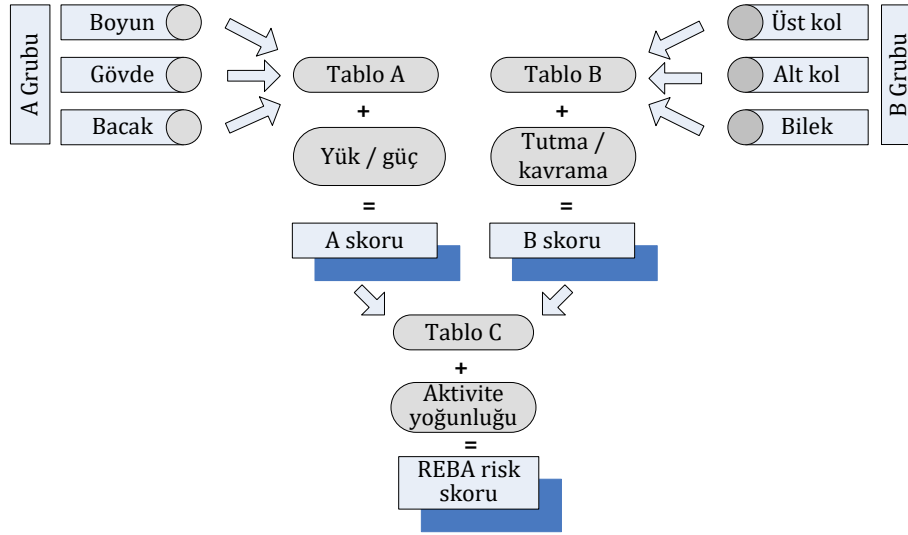 A Grubu
Boyun
Gövde
Bacak
Tablo A
+
Yük / güç
=
A skoru
Tablo B
+
Tutma /
kavrama
=
B skoru
Üst kol
Alt kol
Bilek
B Grubu
Tablo C
+
Aktivite
yoğunluğu
=
REBA risk
skoru